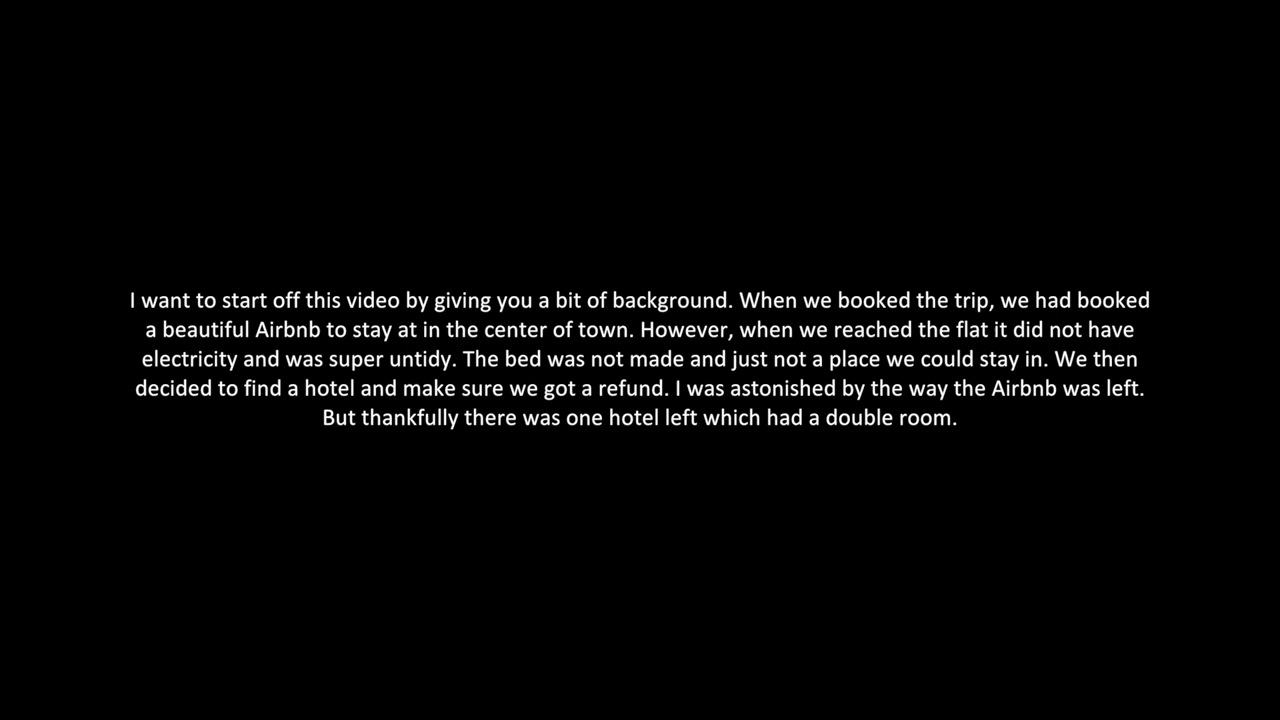 I want to start off this video by giving you a bit of background. When we booked the trip, we had booked
a beautiful Airbnb to stay at in the center of town. However, when we reached the flat it did not have
electricity and was super untidy. The bed was not made and just not a place we could stay in. We then
decided to find a hotel and make sure we got a refund. I was astonished by the way the Airbnb was left.
But thankfully there was one hotel left which had a double room.